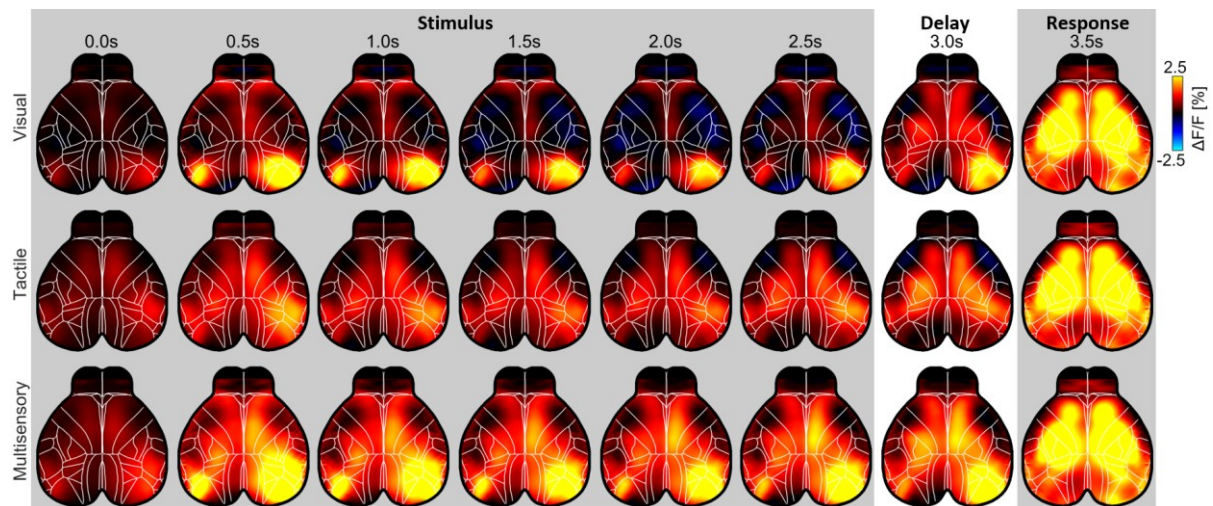 Stimulus Delay Response
0.0s 0.5s 1.0s 1.5s 2.0s 2.5s 3.0s 3.5s
2.5
ΔF/F [%]
-2.5
Visual
Tactile
Multisensory